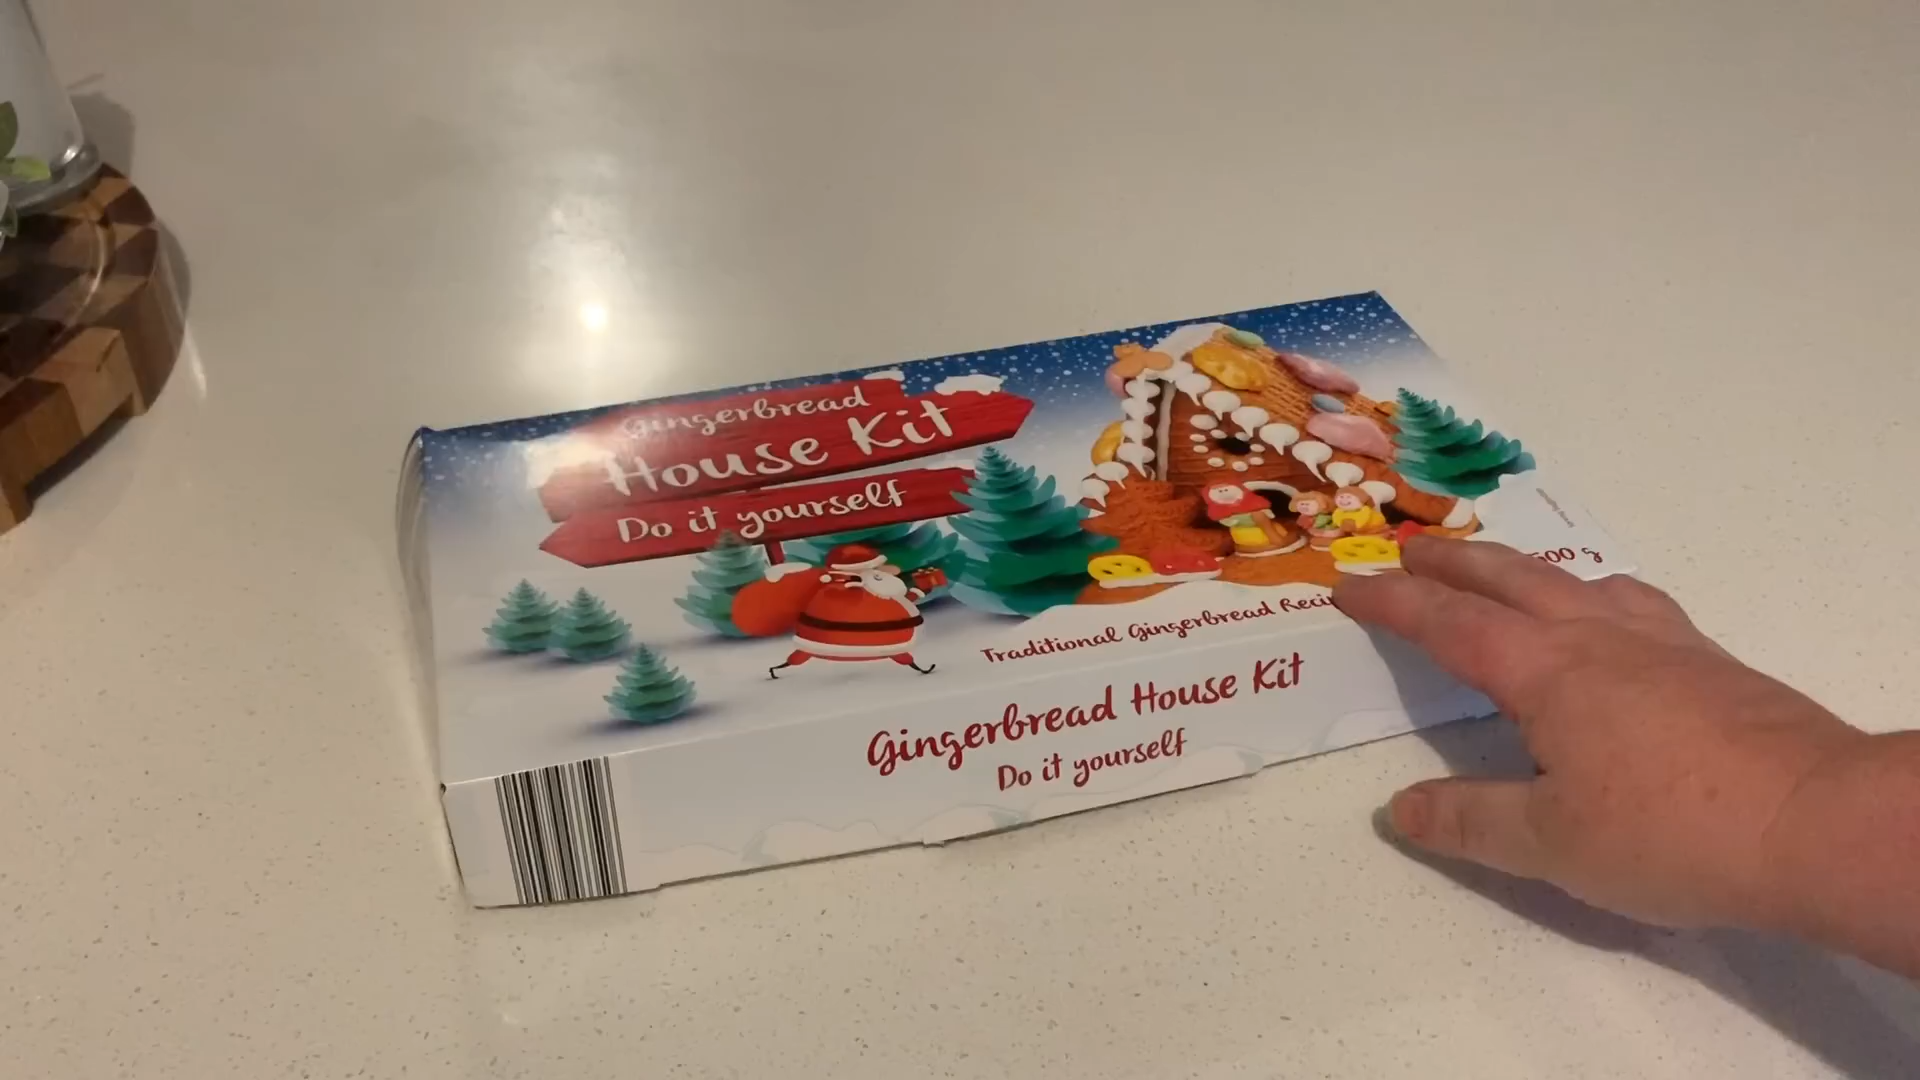 Gingerbread
House Kit
Do it yourself
Traditional Gingerbread
Gingerbread House Kit
Do it yourself